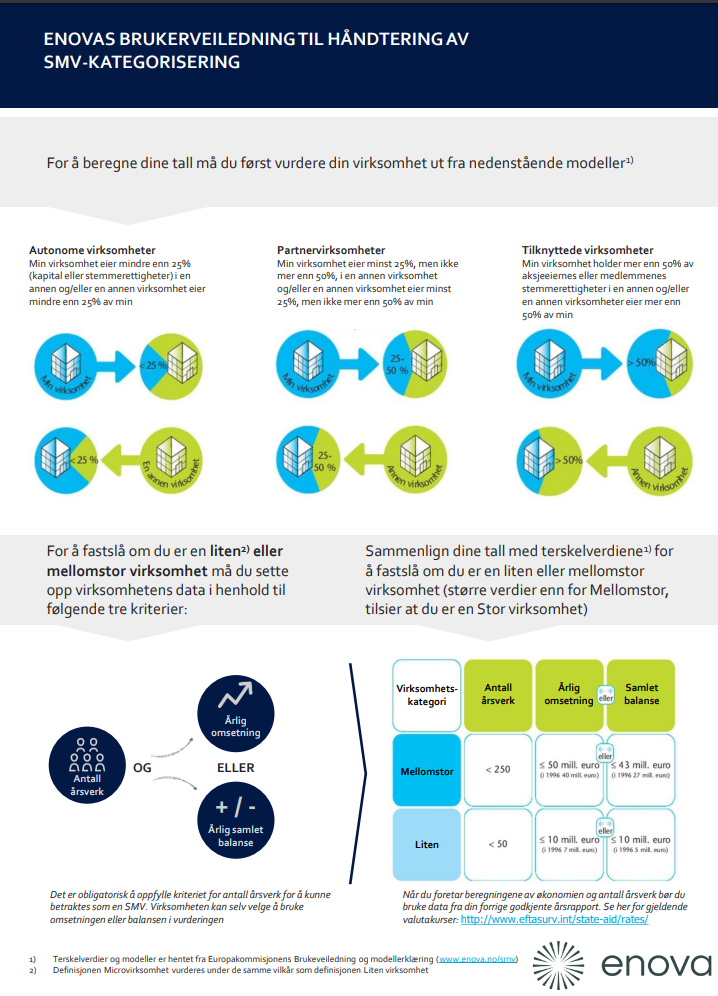 ENOVAS BRUKERVEILEDNING TIL HÅNDTERING AV
SMV-KATEGORISERING
For å beregne dine tall må du først vurdere din virksomhet ut fra nedenstående modeller1)
Autonome virksomheter
Min virksomhet eier mindre enn 25%
(kapital eller stemmerettigheter) i en
annen og/eller en annen virksomhet eier
mindre enn 25% av min
Partnervirksomheter
Min virksomhet eier minst 25%, men ikke
mer enn 50%, i en annen virksomhet
og/eller en annen virksomhet eier minst
25%, men ikke mer enn 50% av min
Tilknyttede virksomheter
Min virksomhet holder mer enn 50% av
aksjeeiernes eller medlemmenes
stemmerettigheter i en annen og/eller
en annen virksomheter eier mer enn
50% av min
Min virksomhet
< 25 %
Min virksomhet
25-
50 %
Min virksomhet
> 50%
< 25 %
En annen virksomhet
25-
50 %
Annen virksomhet
> 50%
Annen virksomhet
For å fastslå om du er en liten2) eller
mellomstor virksomhet må du sette
opp virksomhetens data i henhold til
følgende tre kriterier:
Sammenlign dine tall med terskelverdiene1) for
å fastslå om du er en liten eller mellomstor
virksomhet (større verdier enn for Mellomstor,
tilsier at du er en Stor virksomhet)
Antall
årsverk
OG
Årlig
omsetning
ELLER
+ / -
Årlig samlet
balanse
Virksomhets-
kategori
Antall
årsverk
Årlig
omsetning
eller
Samlet
balanse
Mellomstor
< 250
≤ 50 mill. euro
(i 1996 40 mill. euro)
eller
≤ 43 mill. euro
(i 1996 27 mill. euro)
Liten
< 50
≤ 10 mill. euro
(i 1996 7 mill. euro)
eller
≤ 10 mill. euro
(i 1996 5 mill. euro)
Det er obligatorisk å oppfylle kriteriet for antall årsverk for å kunne
betraktes som en SMV. Virksomheten kan selv velge å bruke
omsetningen eller balansen i vurderingen
Når du foretar beregningene av økonomien og antall årsverk bør du
bruke data fra din forrige godkjente årsrapport. Se her for gjeldende
valutakurser: http://www.eftasurv.int/state-aid/rates/
1) Terskelverdier og modeller er hentet fra Europakommisjonens Brukeveiledning og modellerklæring (www.enova.no/smv)
2) Definisjonen Microvirksomhet vurderes under de samme vilkår som definisjonen Liten virksomhet
enova